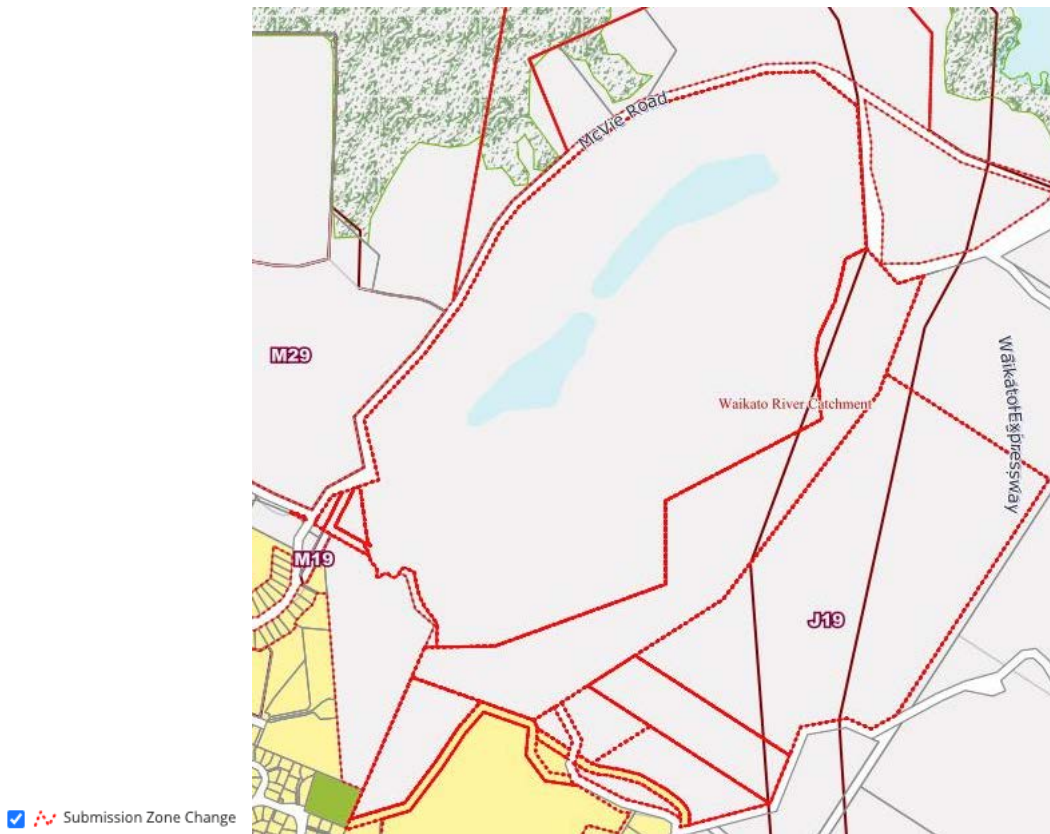 McVie Road
M29
Waikato River Catchment
Waikato Expressway
M19
J19
Submission Zone Change